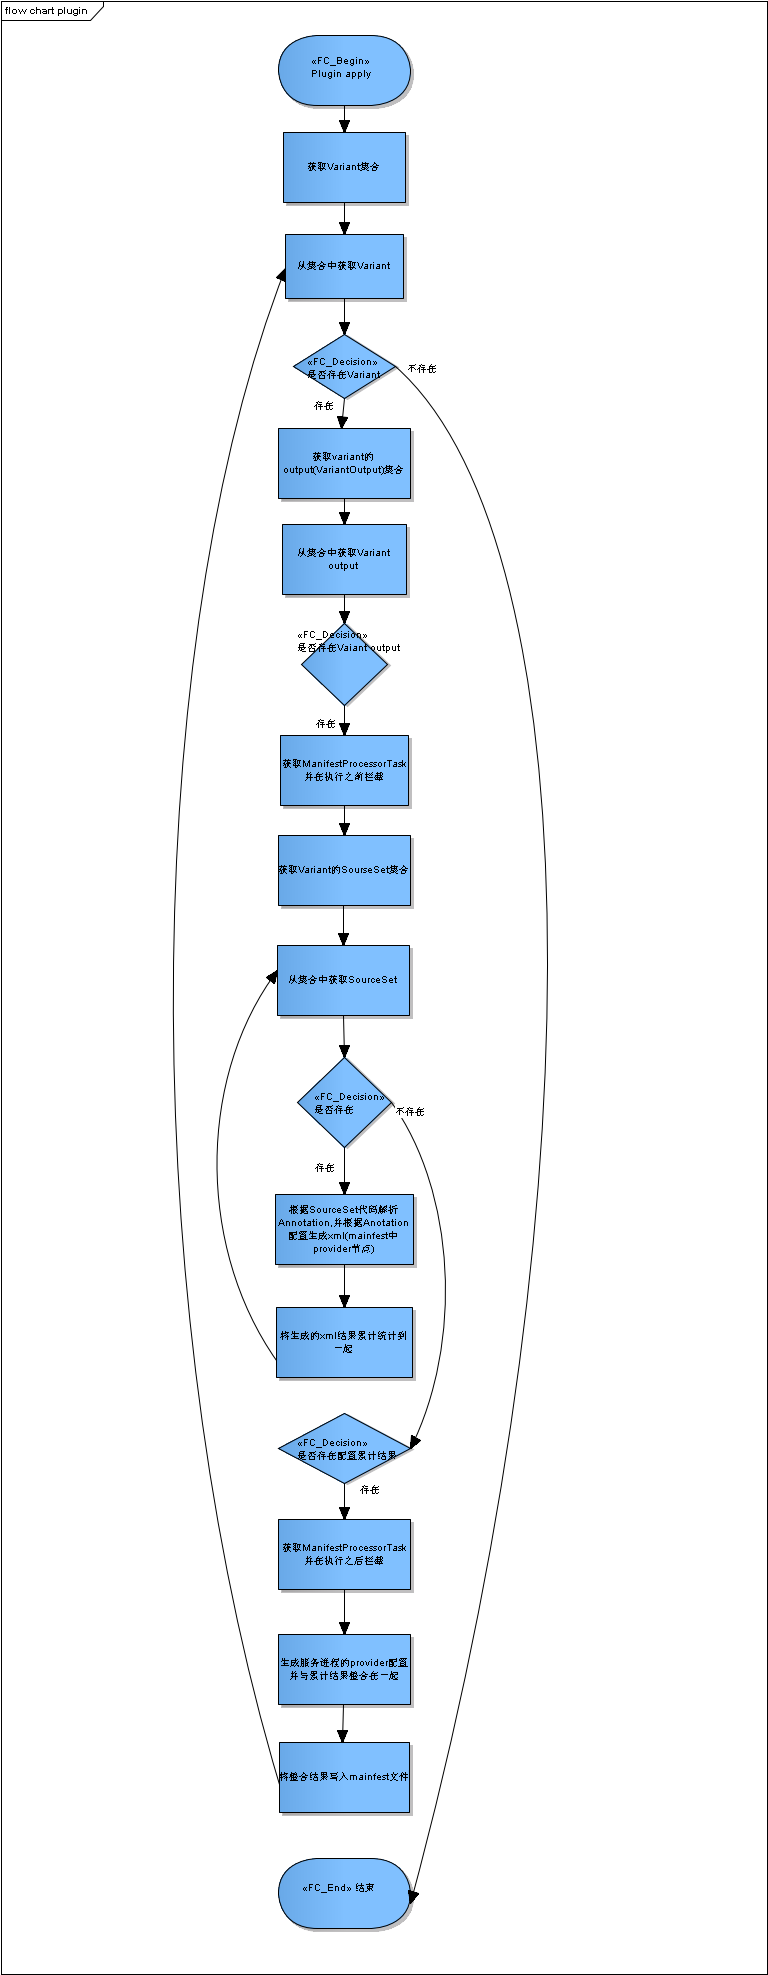 flow chart plugin
«FC_Begin»
Plugin apply
获取Variant集合
从集合中获取Variant
«FC_Decision»
是否存在Variant
不存在
存在
获取variant的
output(VariantOutput)集合
从集合中获取Variant
output
«FC_Decision»
是否存在Vaiant output
存在
获取ManifestProcessorTask
并在执行之前拦截
获取Variant的SourseSet集合
从集合中获取SourceSet
«FC_Decision»
是否存在
不存在
存在
根据SourceSet代码解析
Annotation,并根据Anotation
配置生成xml(mainfest中
provider节点)
将生成的xml结果累计统计到
一起
«FC_Decision»
是否存在配置累计结果
存在
获取ManifestProcessorTask
并在执行之后拦截
生成服务进程的provider配置
并与累计结果整合在一起
将整合结果写入mainfest文件
«FC_End» 结束